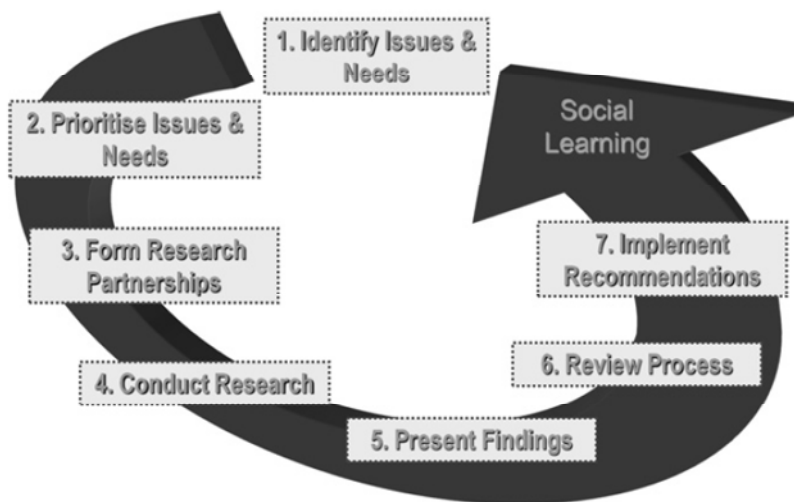 1. Identify Issues &
Needs
2. Prioritise Issues &
Needs
3. Form Research
Partnerships
4. Conduct Research
5. Present Findings
6. Review Process
7. Implement
Recommendations
Social
Learning